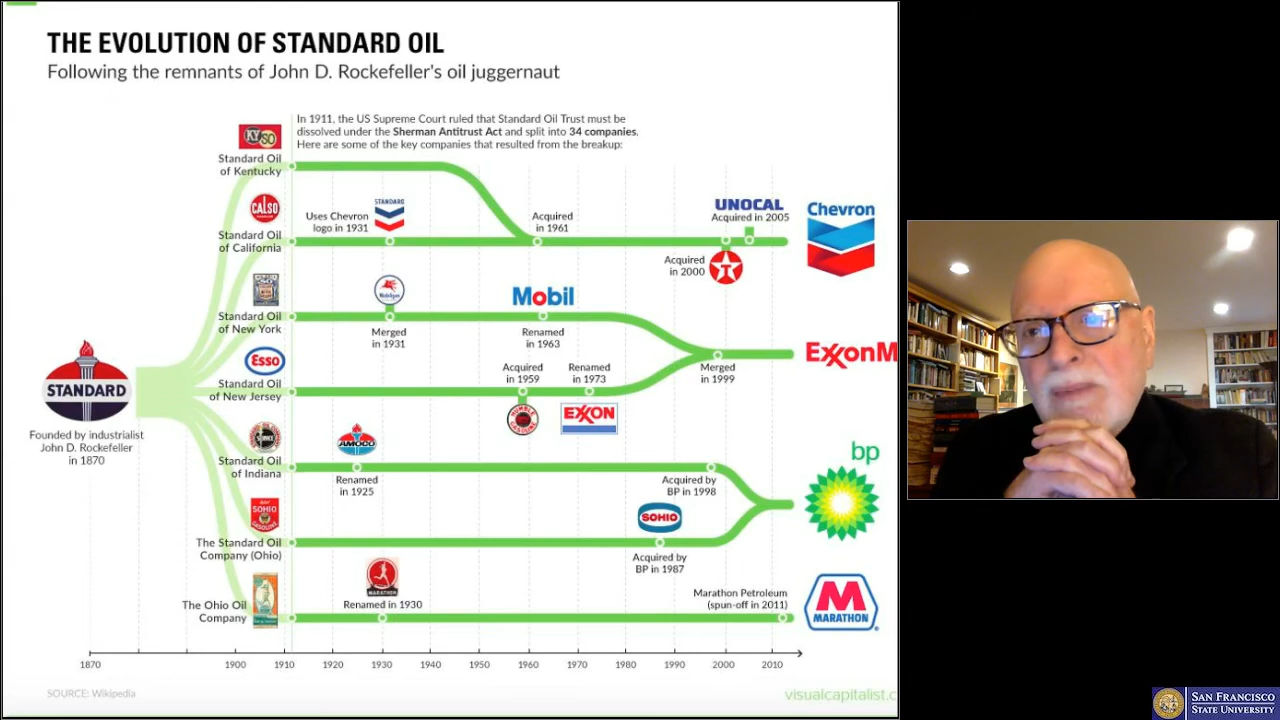 THE EVOLUTION OF STANDARD OIL
Following the remnants of John D. Rockefeller's oil juggernaut
In 1911, the US Supreme Court ruled that Standard Oil Trust must be
dissolved under the Sherman Antitrust Act and split into 34 companies.
Here are some of the key companies that resulted from the breakup:
KYSO
Standard Oil
of Kentucky
CALSO
Standard Oil
of California
Uses Chevron
logo in 1931
STANDARD
Acquired
in 1961
UNOCAL
Acquired in 2005
Acquired
in 2000
T
Chevron
Standard Oil
of New York
Mobilgas
Merged
in 1931
Mobil
Renamed
in 1963
Esso
Standard Oil
of New Jersey
Acquired
in 1959
HUMBLE
GASOLINE
Renamed
in 1973
EXXON
Merged
in 1999
ExxonM
STANDARD
Founded by industrialist
John D. Rockefeller
in 1870
SERVICE
Standard Oil
of Indiana
AMOCO
Renamed
in 1925
Acquired by
BP in 1998
bp
SOHIO
GASOLINE
The Standard Oil
Company (Ohio)
SOHIO
Acquired by
BP in 1987
The Ohio Oil
Company
MARATHON
Renamed in 1930
Marathon Petroleum
(spun-off in 2011)
M
MARATHON
1870 1900 1910 1920 1930 1940 1950 1960 1970 1980 1990 2000 2010
SOURCE: Wikipedia
visualcapitalist.c
SAN FRANCISCO
STATE UNIVERSITY